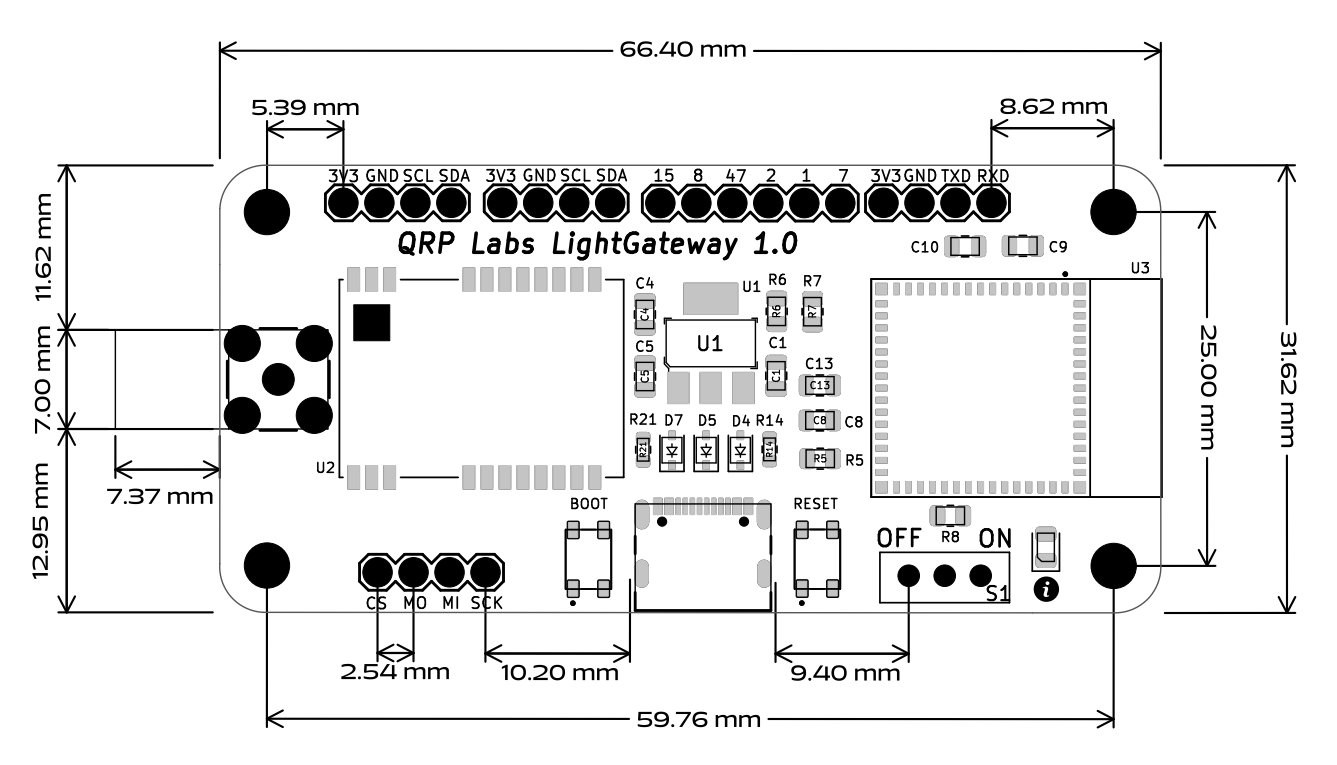 66.40 mm
5.39 mm
8.62 mm
3V3 GND SCL SDA
3V3 GND SCL SDA
15 8 47 2 1 7
3V3 GND TXD RXD
QRP Labs LightGateway 1.0
C10
C9
U3
11.62 mm
7.00 mm
12.95 mm
7.37 mm
25.00 mm
31.62 mm
C4
C4
U1
R6
R6
R7
R7
U1
C5
C5
C1
C1
C13
C13
R21
R21
D7
D5
D4
R14
R14
C8
C8
R5
R5
U2
BOOT
RESET
R8
OFF
ON
S1
i
CS MO MI SCK
2.54 mm
10.20 mm
9.40 mm
59.76 mm